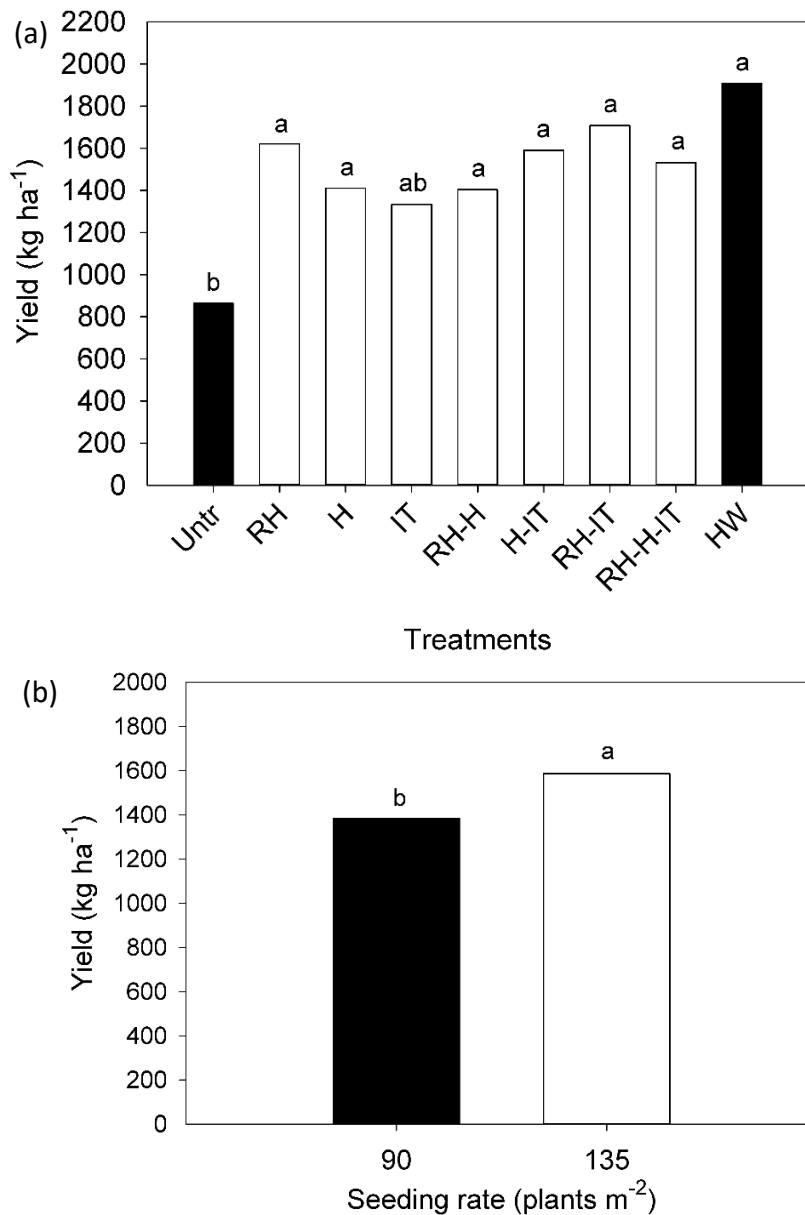 (a)
Yield (kg ha⁻¹)
2200
2000
1800
1600
1400
1200
1000
800
600
400
200
0
b
a
a
ab
a
a
a
a
a
Untr
RH
H
IT
RH-H
H-IT
RH-IT
RH-H-IT
HW
Treatments
(b)
Yield (kg ha⁻¹)
2000
1800
1600
1400
1200
1000
800
600
400
200
0
b
a
90
135
Seeding rate (plants m⁻²)